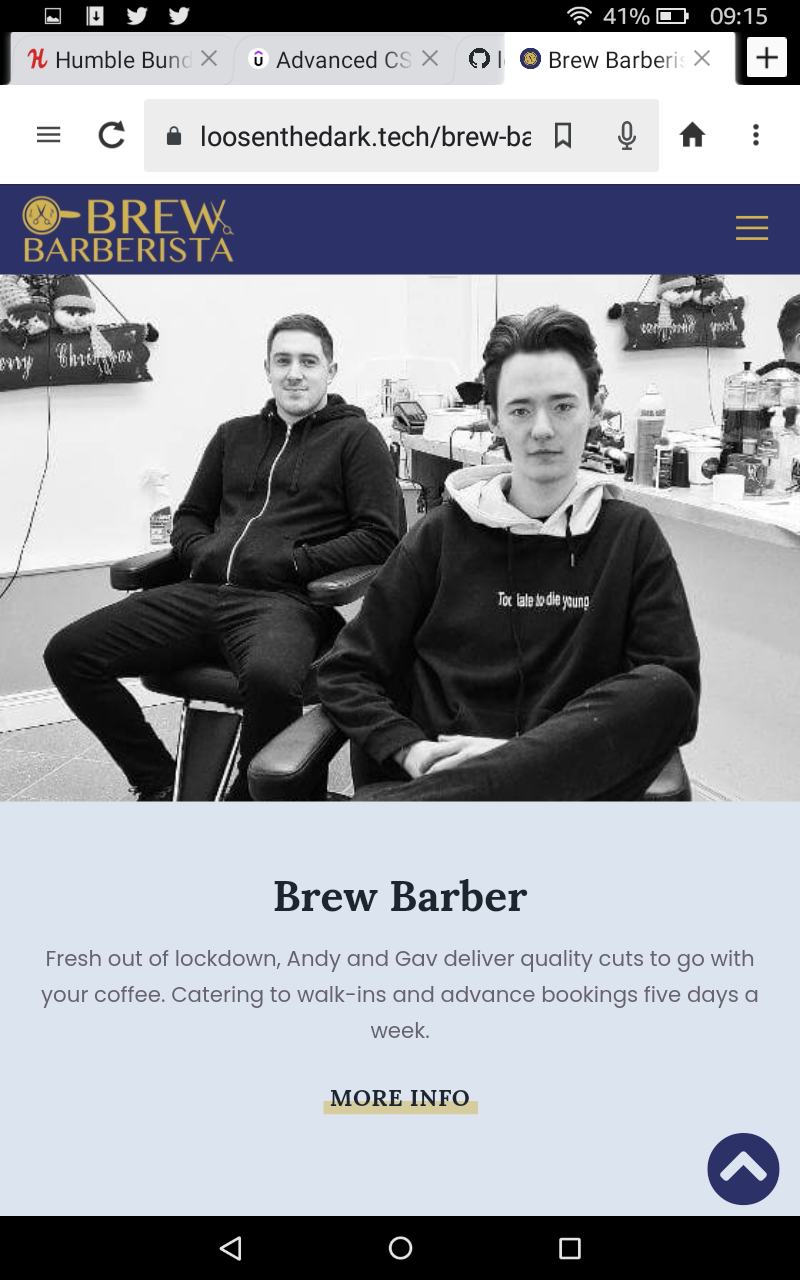 41% 09:15
Humble Bund
Advanced CS
Brew Barberis
loosenthedark.tech/brew-ba
BREW
BARBERISTA
erry Christmas
Too late to die young
Brew Barber
Fresh out of lockdown, Andy and Gav deliver quality cuts to go with
your coffee. Catering to walk-ins and advance bookings five days a
week.
MORE INFO